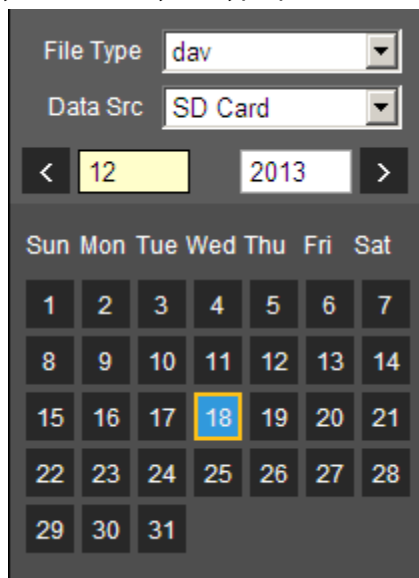 File Type dav
Data Src SD Card
< 12 2013 >
Sun Mon Tue Wed Thu Fri Sat
1 2 3 4 5 6 7
8 9 10 11 12 13 14
15 16 17 18 19 20 21
22 23 24 25 26 27 28
29 30 31